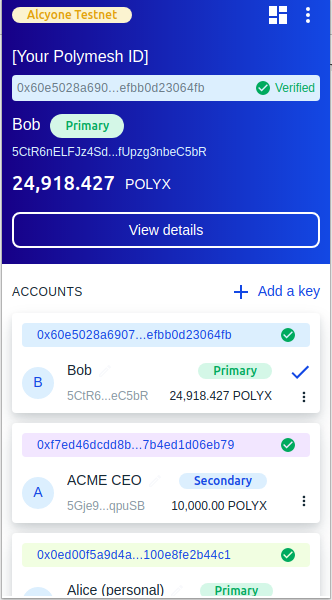 Alcyone Testnet
[Your Polymesh ID]
0x60e5028a690...efbb0d23064fb Verified
Bob Primary
5CtR6nELFJz4Sd...fUpzg3nbeC5bR
24,918.427 POLYX
View details
ACCOUNTS + Add a key
0x60e5028a6907...efbb0d23064fb
B Bob Primary
5CtR6...eC5bR 24,918.427 POLYX
0xf7ed46dcdd8b...7b4ed1d06eb79
A ACME CEO Secondary
5Gje9...qpuSB 10,000.00 POLYX
0x0ed00f5a9d4a...100e8fe2b44c1
Alice (personal) Primary